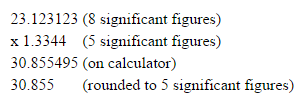 23.123123 (8 significant figures)
x 1.3344 (5 significant figures)
30.855495 (on calculator)
30.855 (rounded to 5 significant figures)